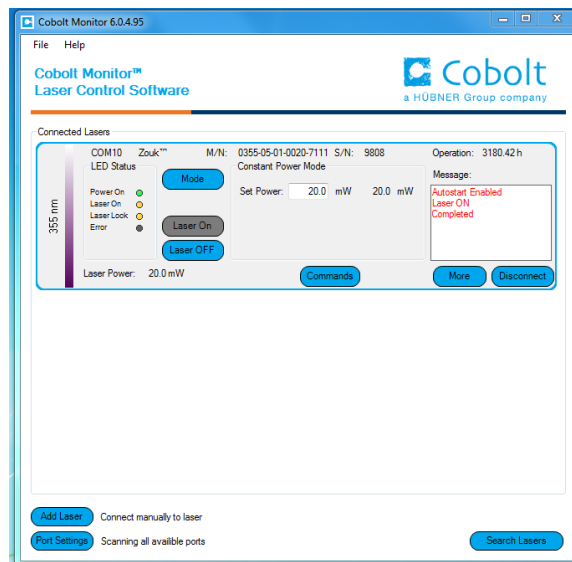 Cobolt Monitor 6.0.4.95
File Help
Cobolt Monitor™
Laser Control Software
Cobolt
a HÜBNER Group company
Connected Lasers
COM10 Zouk™ M/N: 0355-05-01-0020-7111 S/N: 9808 Operation: 3180.42 h
355 nm
LED Status
Power On
Laser On
Laser Lock
Error
Mode
Laser On
Laser OFF
Constant Power Mode
Set Power: 20.0 mW 20.0 mW
Message:
Autostart Enabled
Laser ON
Completed
Laser Power: 20.0 mW
Commands
More
Disconnect
Add Laser Connect manually to laser
Port Settings Scanning all availible ports
Search Lasers